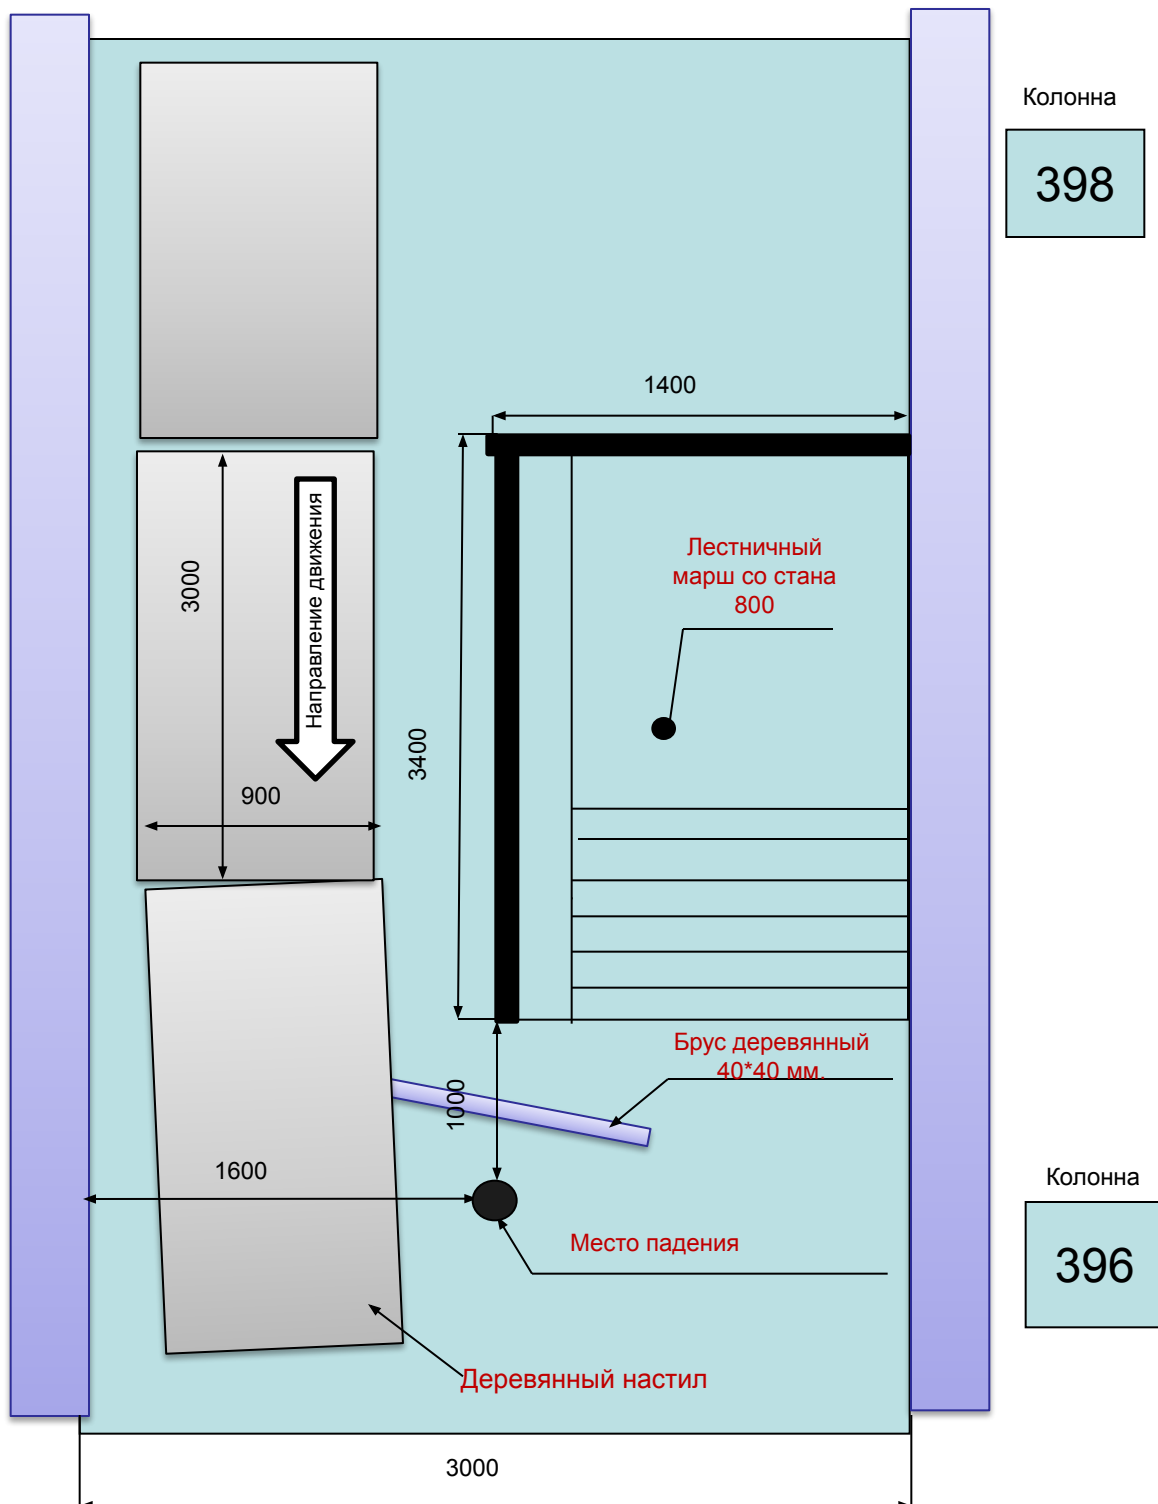 Колонна
398
1400
Лестничный
марш со стана
800
Направление движения
3000
3400
900
Брус деревянный
40*40 мм.
1000
1600
Колонна
396
Место падения
Деревянный настил
3000